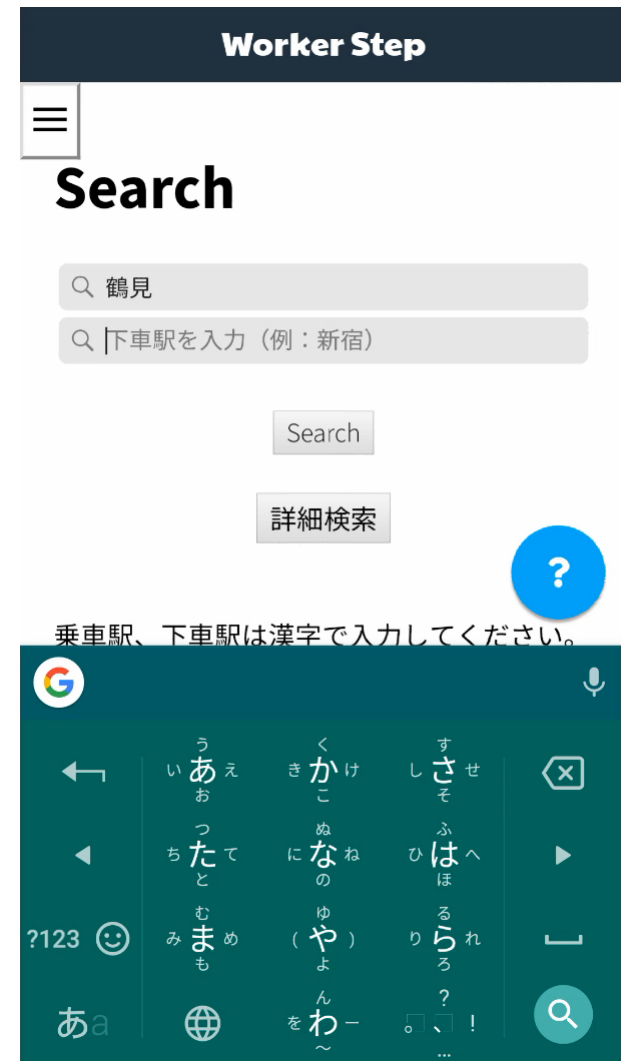 Worker Step
Search
鶴見
下車駅を入力（例：新宿）
Search
詳細検索
?
乗車駅、下車駅は漢字で入力してください。
G
う く す
い あ え き か け し さ せ
お こ そ
つ ぬ ふ
ち た て に な ね ひ は へ
と の ほ
む ゆ る
?123 み ま め ( や ) り ら れ
も よ ろ
ん ?
あa を わ ー 。 、 !
〜 …